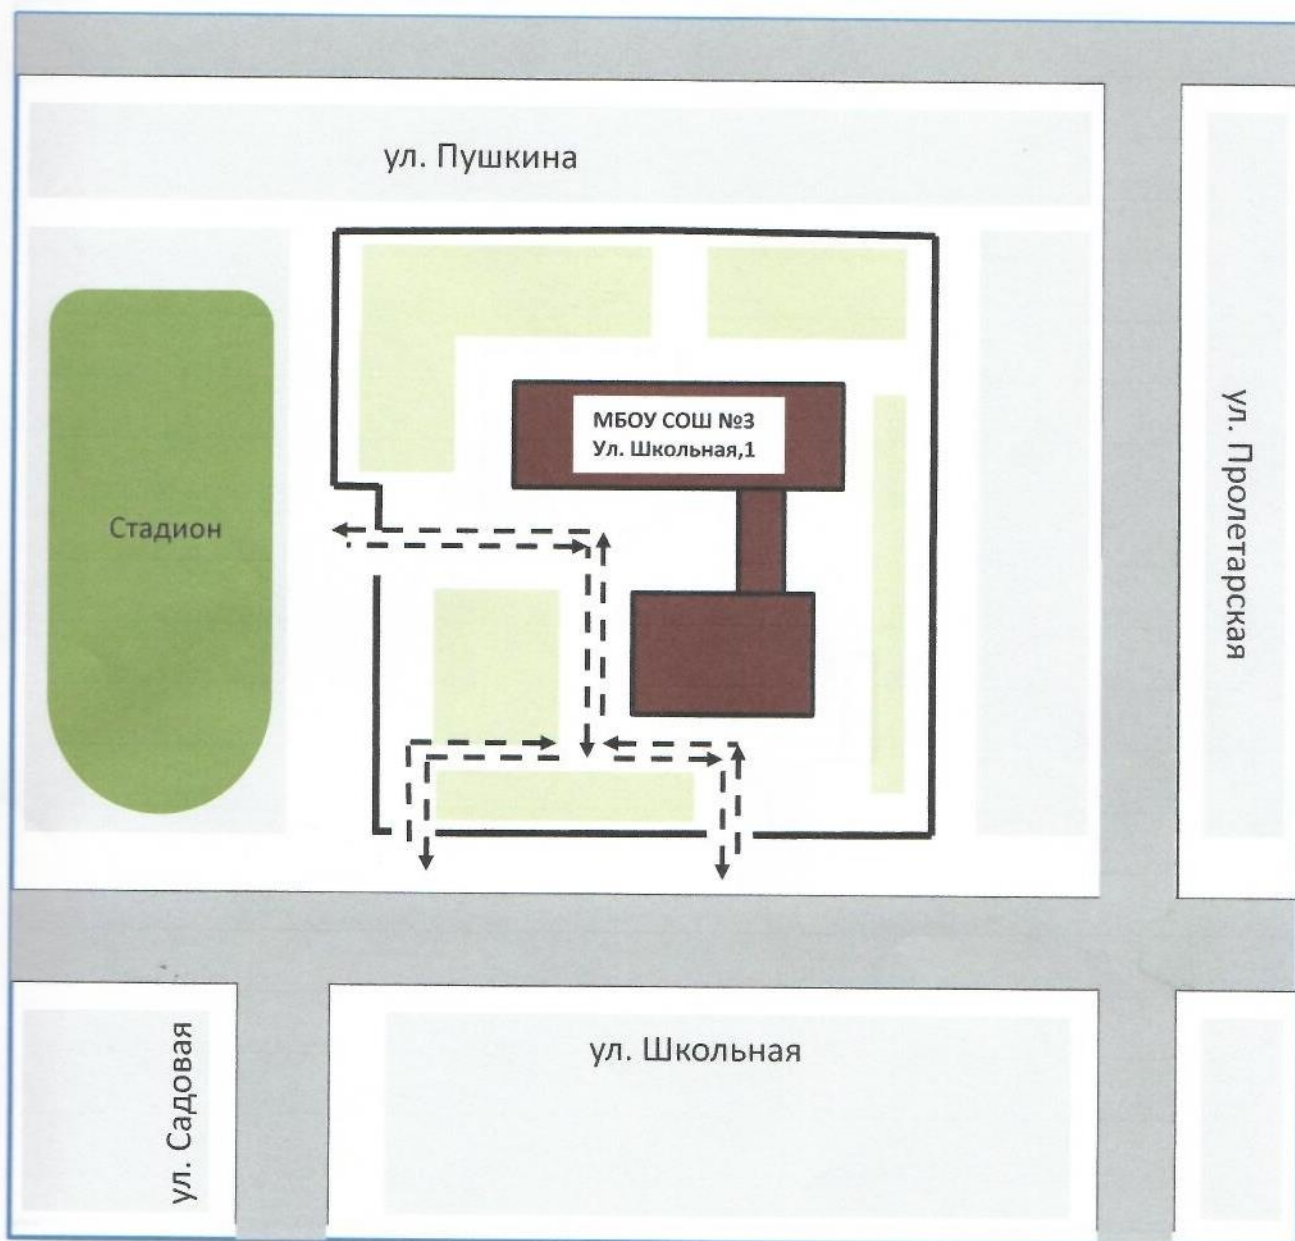 ул. Пушкина
МБОУ СОШ №3
Ул. Школьная,1
Стадион
ул. Пролетарская
ул. Школьная
ул. Садовая